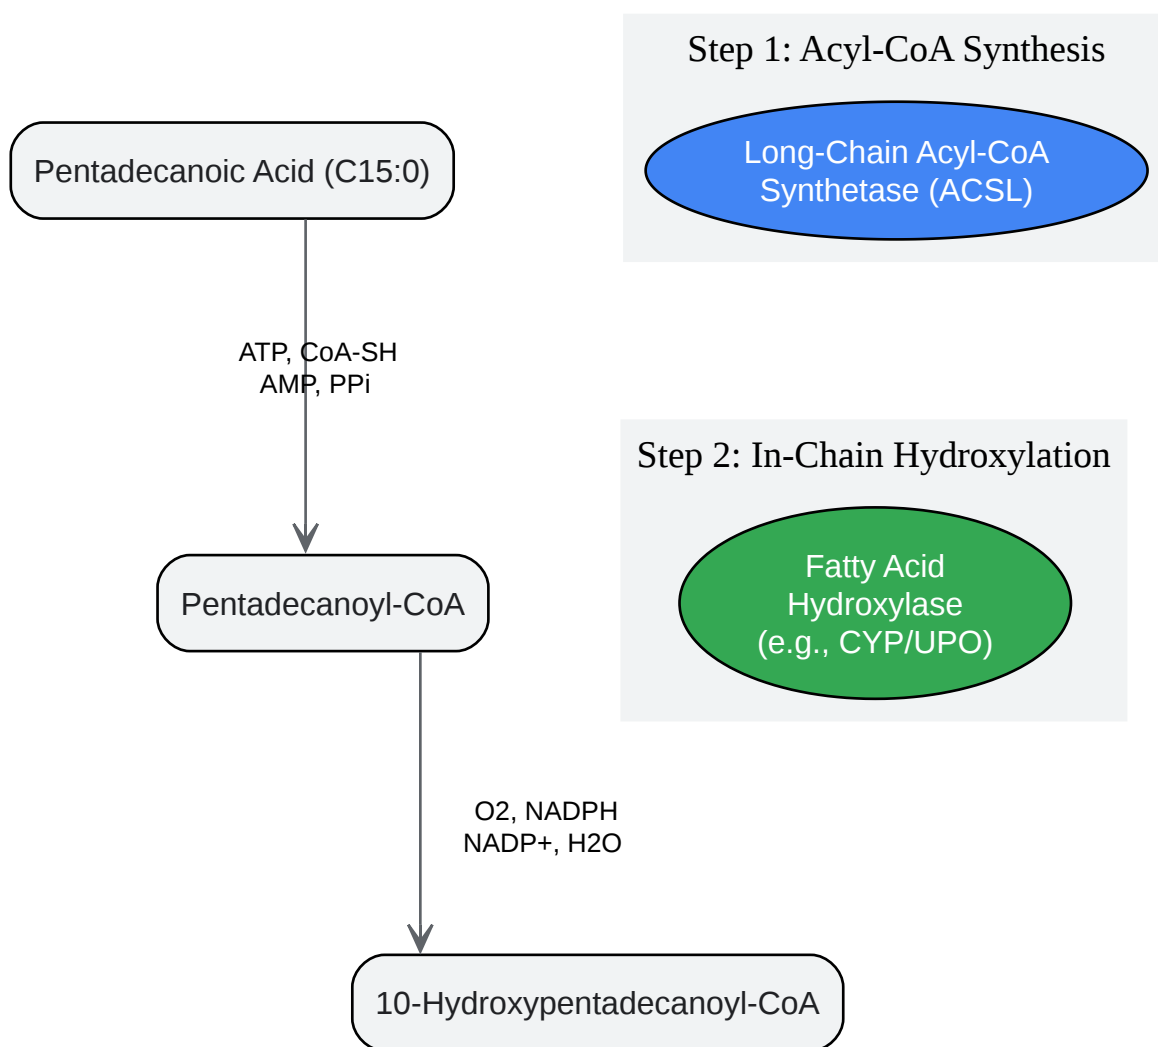 Step 1: Acyl-CoA Synthesis
Long-Chain Acyl-CoA
Synthetase (ACSL)
Pentadecanoic Acid (C15:0)
ATP, CoA-SH
AMP, PPi
Step 2: In-Chain Hydroxylation
Fatty Acid
Hydroxylase
(e.g., CYP/UPO)
Pentadecanoyl-CoA
O2, NADPH
NADP+, H2O
10-Hydroxypentadecanoyl-CoA